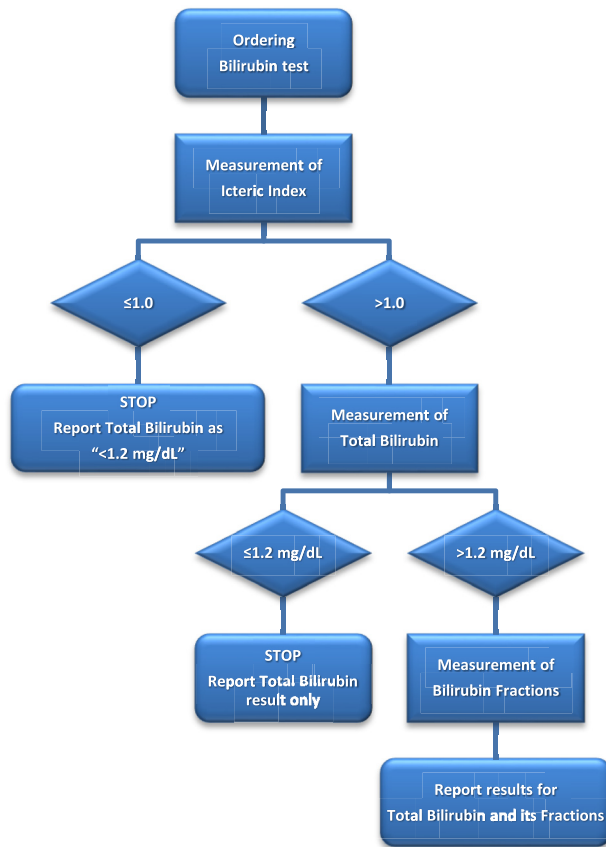 Ordering
Bilirubin test
Measurement of
Icteric Index
≤1.0
>1.0
STOP
Report Total Bilirubin as
“<1.2 mg/dL”
Measurement of
Total Bilirubin
≤1.2 mg/dL
>1.2 mg/dL
STOP
Report Total Bilirubin
result only
Measurement of
Bilirubin Fractions
Report results for
Total Bilirubin and its Fractions